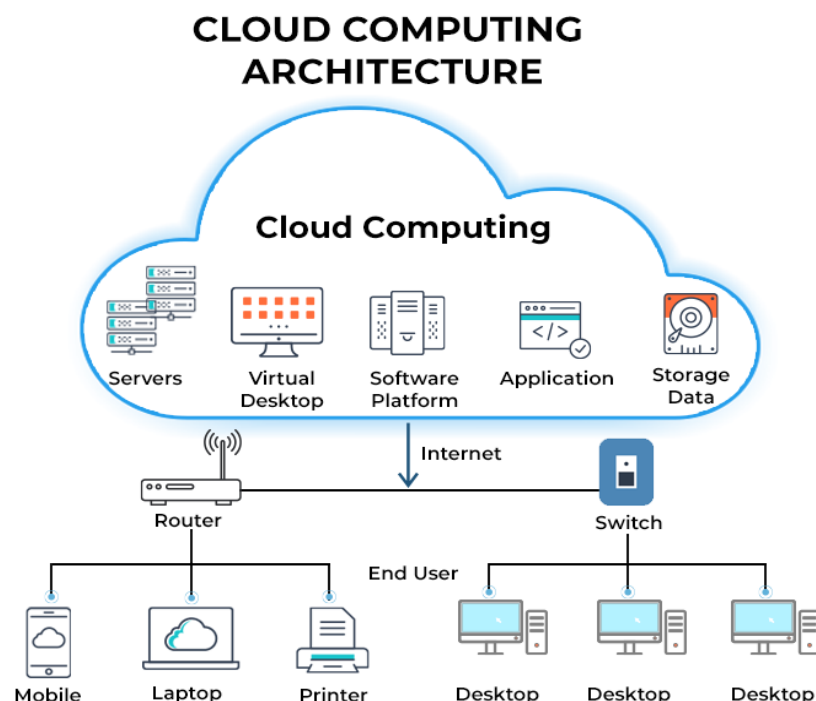 CLOUD COMPUTING
ARCHITECTURE
Cloud Computing
Servers
Virtual
Desktop
Software
Platform
Application
Storage
Data
</>
Internet
Router
Switch
End User
Mobile
Laptop
Printer
Desktop
Desktop
Desktop